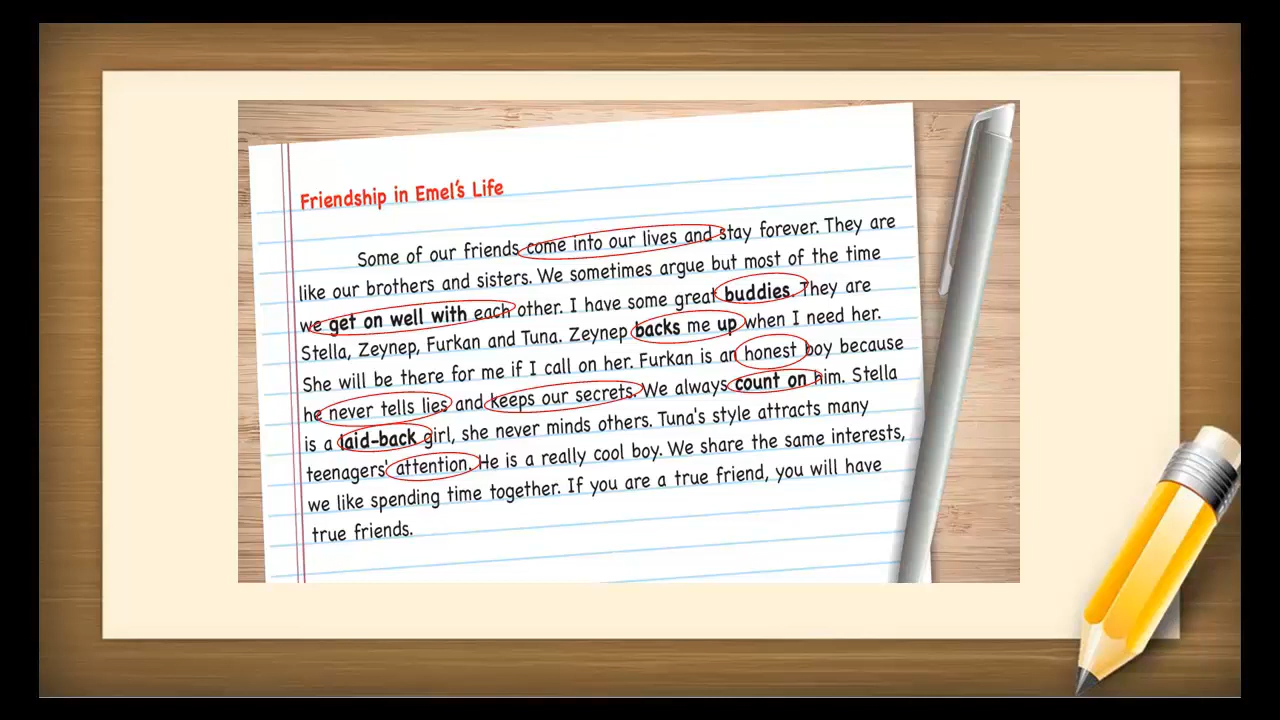 Friendship in Emel's Life
Some of our friends come into our lives and stay forever. They are
like our brothers and sisters. We sometimes argue but most of the time
we get on well with each other. I have some great buddies. They are
Stella, Zeynep, Furkan and Tuna. Zeynep backs me up when I need her.
She will be there for me if I call on her. Furkan is an honest boy because
he never tells lies and keeps our secrets. We always count on him. Stella
is a laid-back girl, she never minds others. Tuna's style attracts many
teenagers' attention. He is a really cool boy. We share the same interests,
we like spending time together. If you are a true friend, you will have
true friends.